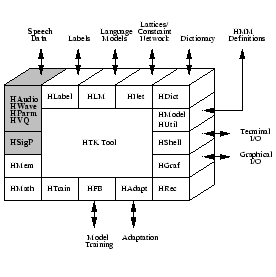 Speech
Data
Labels
Language
Models
Lattices/
Constraint
Network
Dictionary
HMM
Definitions
HAudio
HWave
HParm
HVQ
HLabel
HLM
HNet
HDict
HModel
HUtil
HSigP
HTK Tool
HShell
Terminal
I/O
Graphical
I/O
HMem
HGraf
HMath
HTrain
HFB
HAdapt
HRec
Model
Training
Adaptation